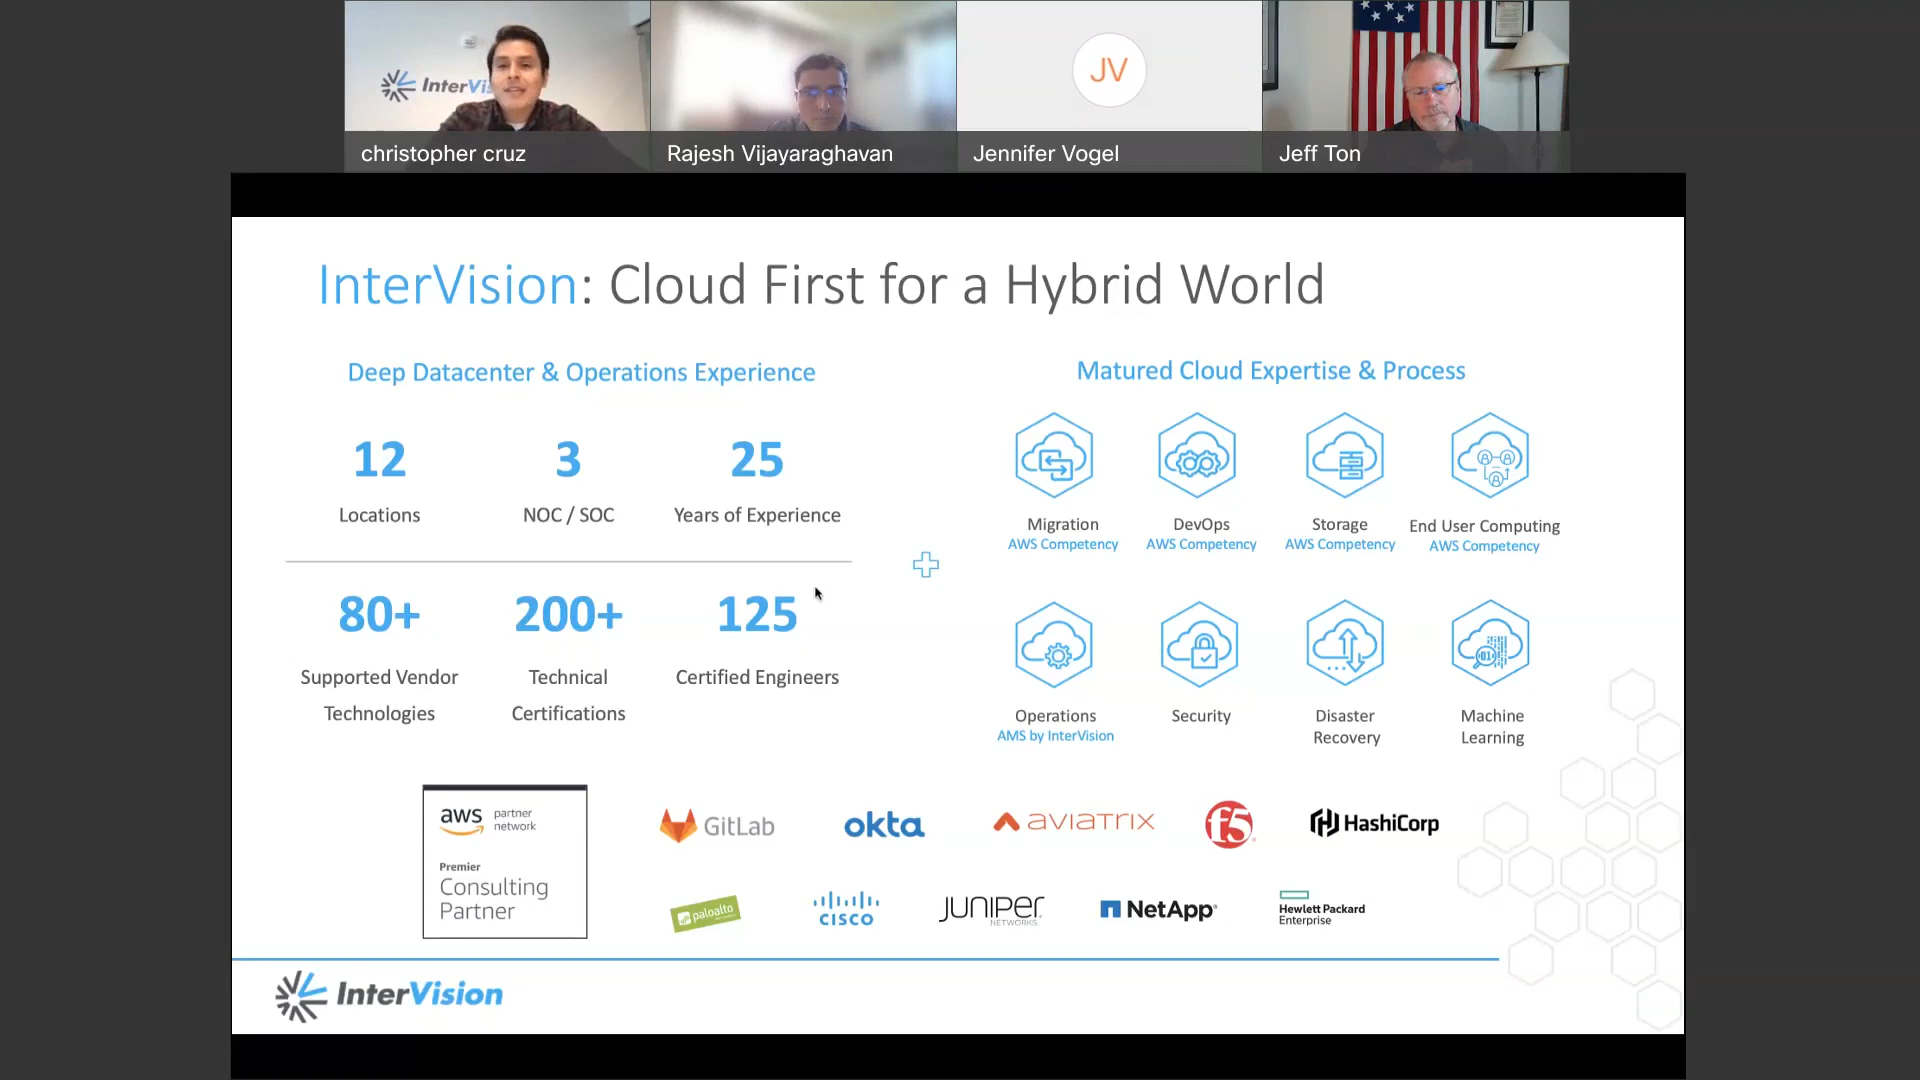 InterVi
christopher cruz
Rajesh Vijayaraghavan
JV
Jennifer Vogel
Jeff Ton
InterVision: Cloud First for a Hybrid World
Deep Datacenter & Operations Experience
12
Locations
3
NOC / SOC
25
Years of Experience
80+
Supported Vendor
Technologies
200+
Technical
Certifications
125
Certified Engineers
Matured Cloud Expertise & Process
Migration
AWS Competency
DevOps
AWS Competency
Storage
AWS Competency
End User Computing
AWS Competency
Operations
AMS by InterVision
Security
Disaster
Recovery
Machine
Learning
aws partner
network
Premier
Consulting
Partner
GitLab
okta
aviatrix
f5
HashiCorp
paloalto
CISCO
JUNIPER
NETWORKS
NetApp
Hewlett Packard
Enterprise
InterVision